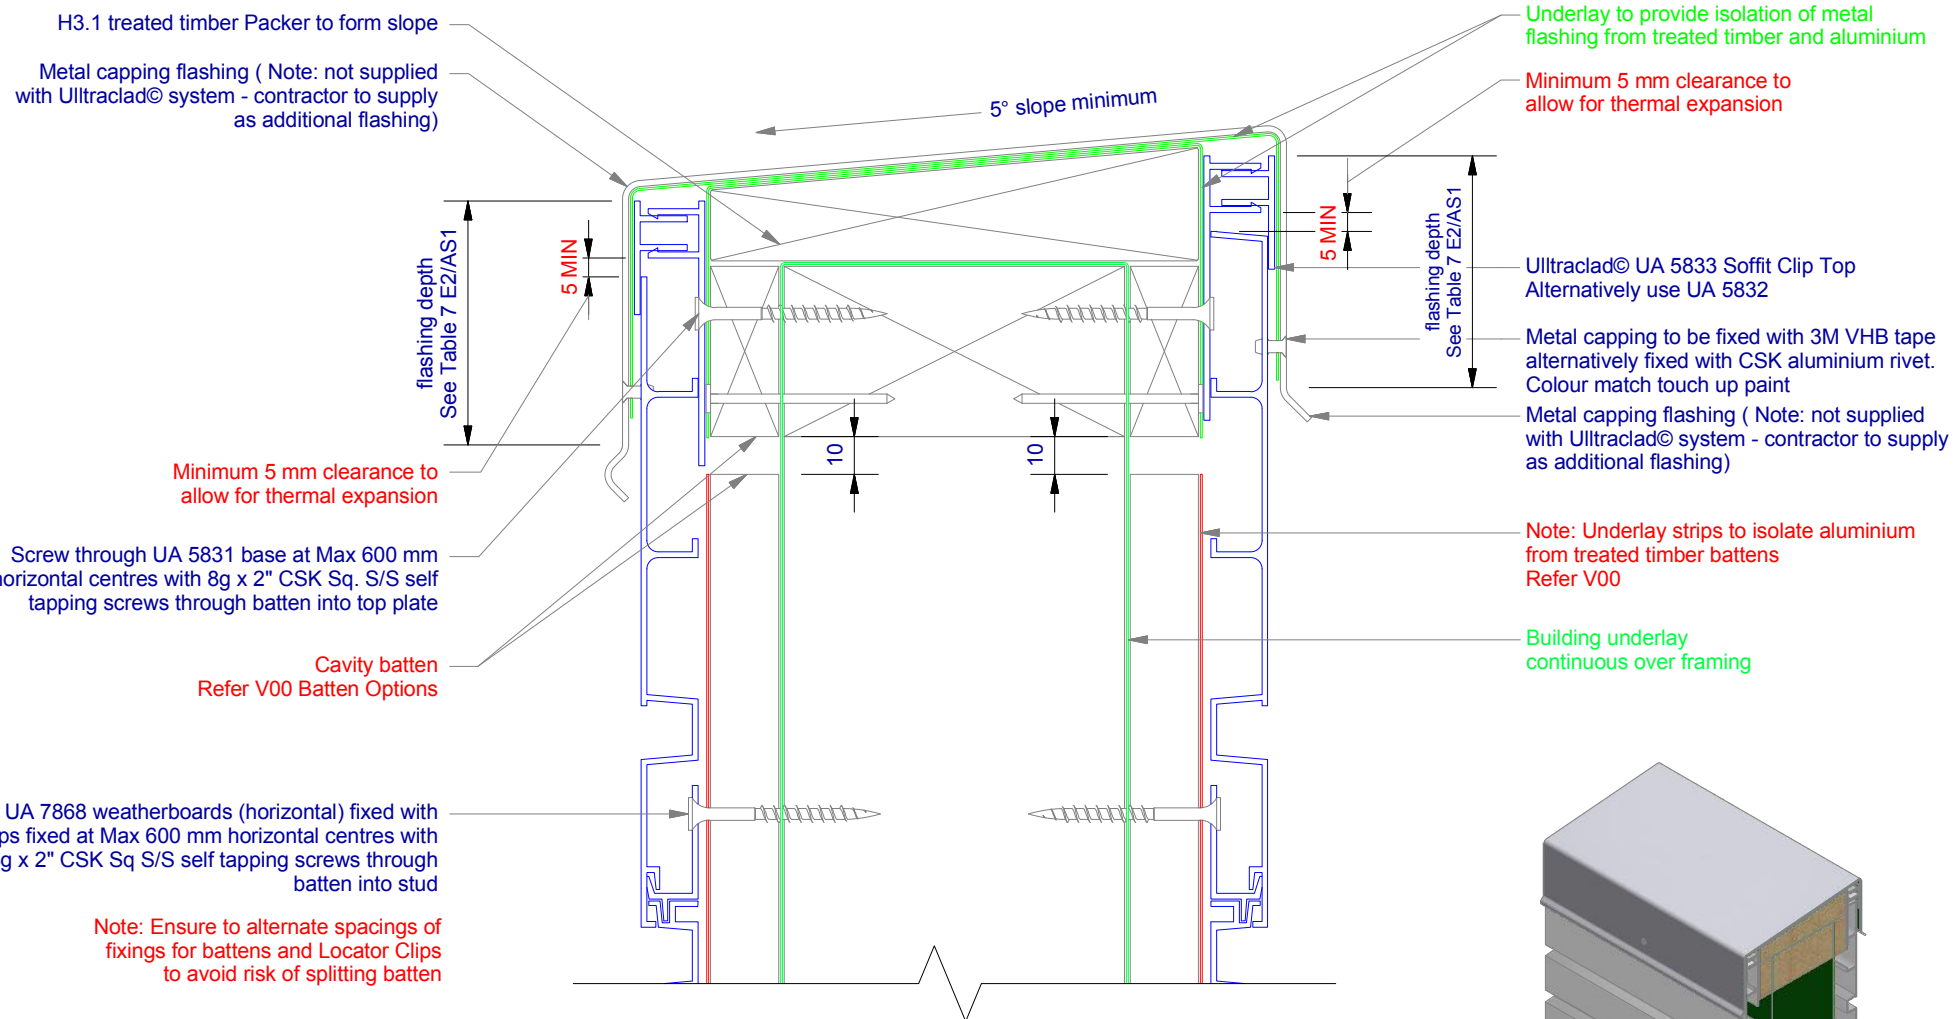 H3.1 treated timber Packer to form slope
Metal capping flashing ( Note: not supplied
with Ulltraclad© system - contractor to supply
as additional flashing)
5° slope minimum
flashing depth
See Table 7 E2/AS1
5 MIN
Minimum 5 mm clearance to
allow for thermal expansion
Screw through UA 5831 base at Max 600 mm
horizontal centres with 8g x 2" CSK Sq. S/S self
tapping screws through batten into top plate
Cavity batten
Refer V00 Batten Options
UA 7868 weatherboards (horizontal) fixed with
ps fixed at Max 600 mm horizontal centres with
g x 2" CSK Sq S/S self tapping screws through
batten into stud
Note: Ensure to alternate spacings of
fixings for battens and Locator Clips
to avoid risk of splitting batten
10
10
Underlay to provide isolation of metal
flashing from treated timber and aluminium
Minimum 5 mm clearance to
allow for thermal expansion
5 MIN
flashing depth
See Table 7 E2/AS1
Ulltraclad© UA 5833 Soffit Clip Top
Alternatively use UA 5832
Metal capping to be fixed with 3M VHB tape
alternatively fixed with CSK aluminium rivet.
Colour match touch up paint
Metal capping flashing ( Note: not supplied
with Ulltraclad© system - contractor to supply
as additional flashing)
Note: Underlay strips to isolate aluminium
from treated timber battens
Refer V00
Building underlay
continuous over framing